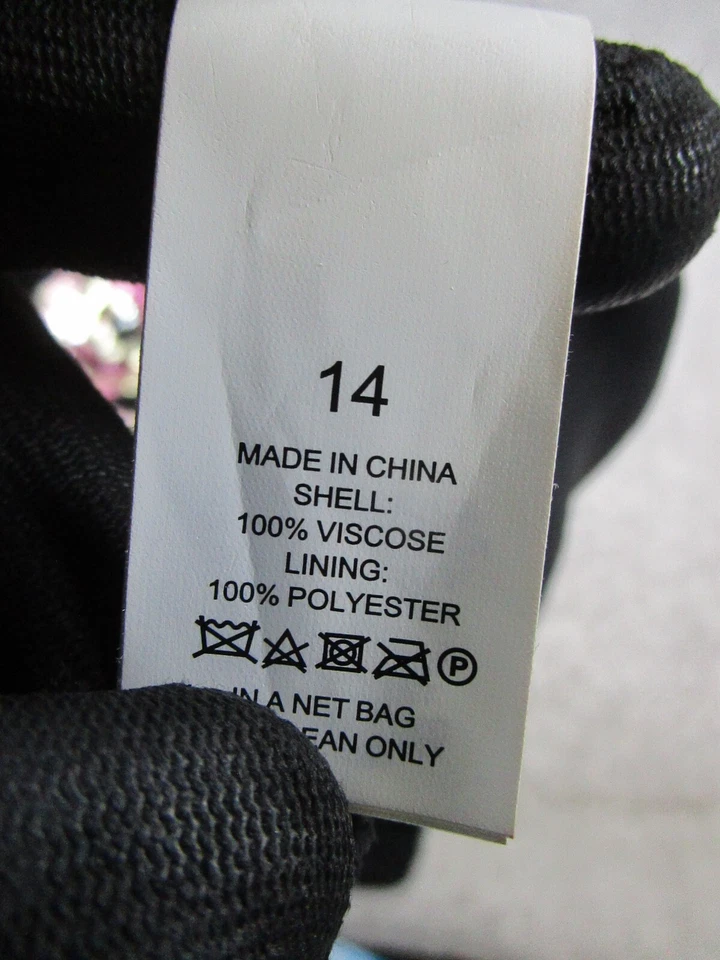 14
MADE IN CHINA
SHELL:
100% VISCOSE
LINING:
100% POLYESTER
P
IN A NET BAG
ONLY